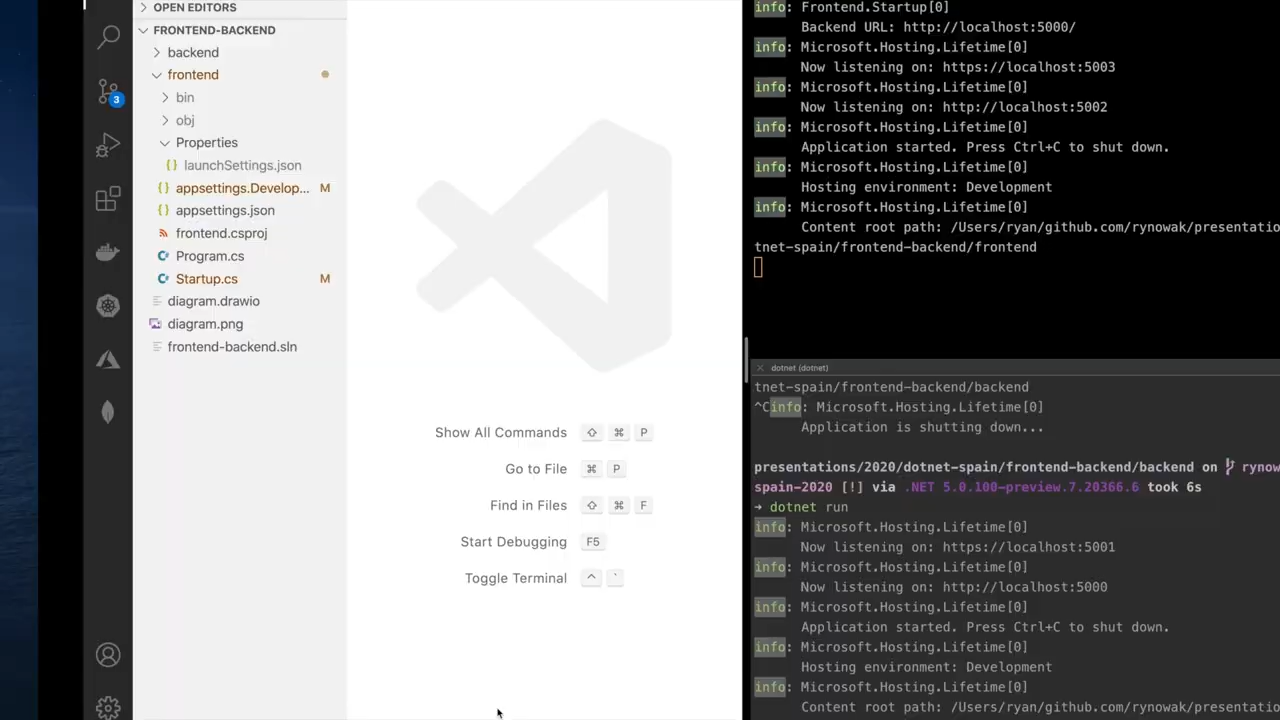 OPEN EDITORS
FRONTEND-BACKEND
backend
frontend
bin
obj
Properties
launchSettings.json
appsettings.Develop...
M
appsettings.json
frontend.csproj
Program.cs
Startup.cs
M
diagram.drawio
diagram.png
frontend-backend.sln
3
Show All Commands ⇧ ⌘ P
Go to File ⌘ P
Find in Files ⇧ ⌘ F
Start Debugging F5
Toggle Terminal ^ `
info: Frontend.Startup[0]
Backend URL: http://localhost:5000/
info: Microsoft.Hosting.Lifetime[0]
Now listening on: https://localhost:5003
info: Microsoft.Hosting.Lifetime[0]
Now listening on: http://localhost:5002
info: Microsoft.Hosting.Lifetime[0]
Application started. Press Ctrl+C to shut down.
info: Microsoft.Hosting.Lifetime[0]
Hosting environment: Development
info: Microsoft.Hosting.Lifetime[0]
Content root path: /Users/ryan/github.com/rynowak/presentatio
tnet-spain/frontend-backend/frontend
dotnet (dotnet)
tnet-spain/frontend-backend/backend
^Cinfo: Microsoft.Hosting.Lifetime[0]
Application is shutting down...
presentations/2020/dotnet-spain/frontend-backend/backend on rynow
spain-2020 [!] via .NET 5.0.100-preview.7.20366.6 took 6s
➜ dotnet run
info: Microsoft.Hosting.Lifetime[0]
Now listening on: https://localhost:5001
info: Microsoft.Hosting.Lifetime[0]
Now listening on: http://localhost:5000
info: Microsoft.Hosting.Lifetime[0]
Application started. Press Ctrl+C to shut down.
info: Microsoft.Hosting.Lifetime[0]
Hosting environment: Development
info: Microsoft.Hosting.Lifetime[0]
Content root path: /Users/ryan/github.com/rynowak/presentatio